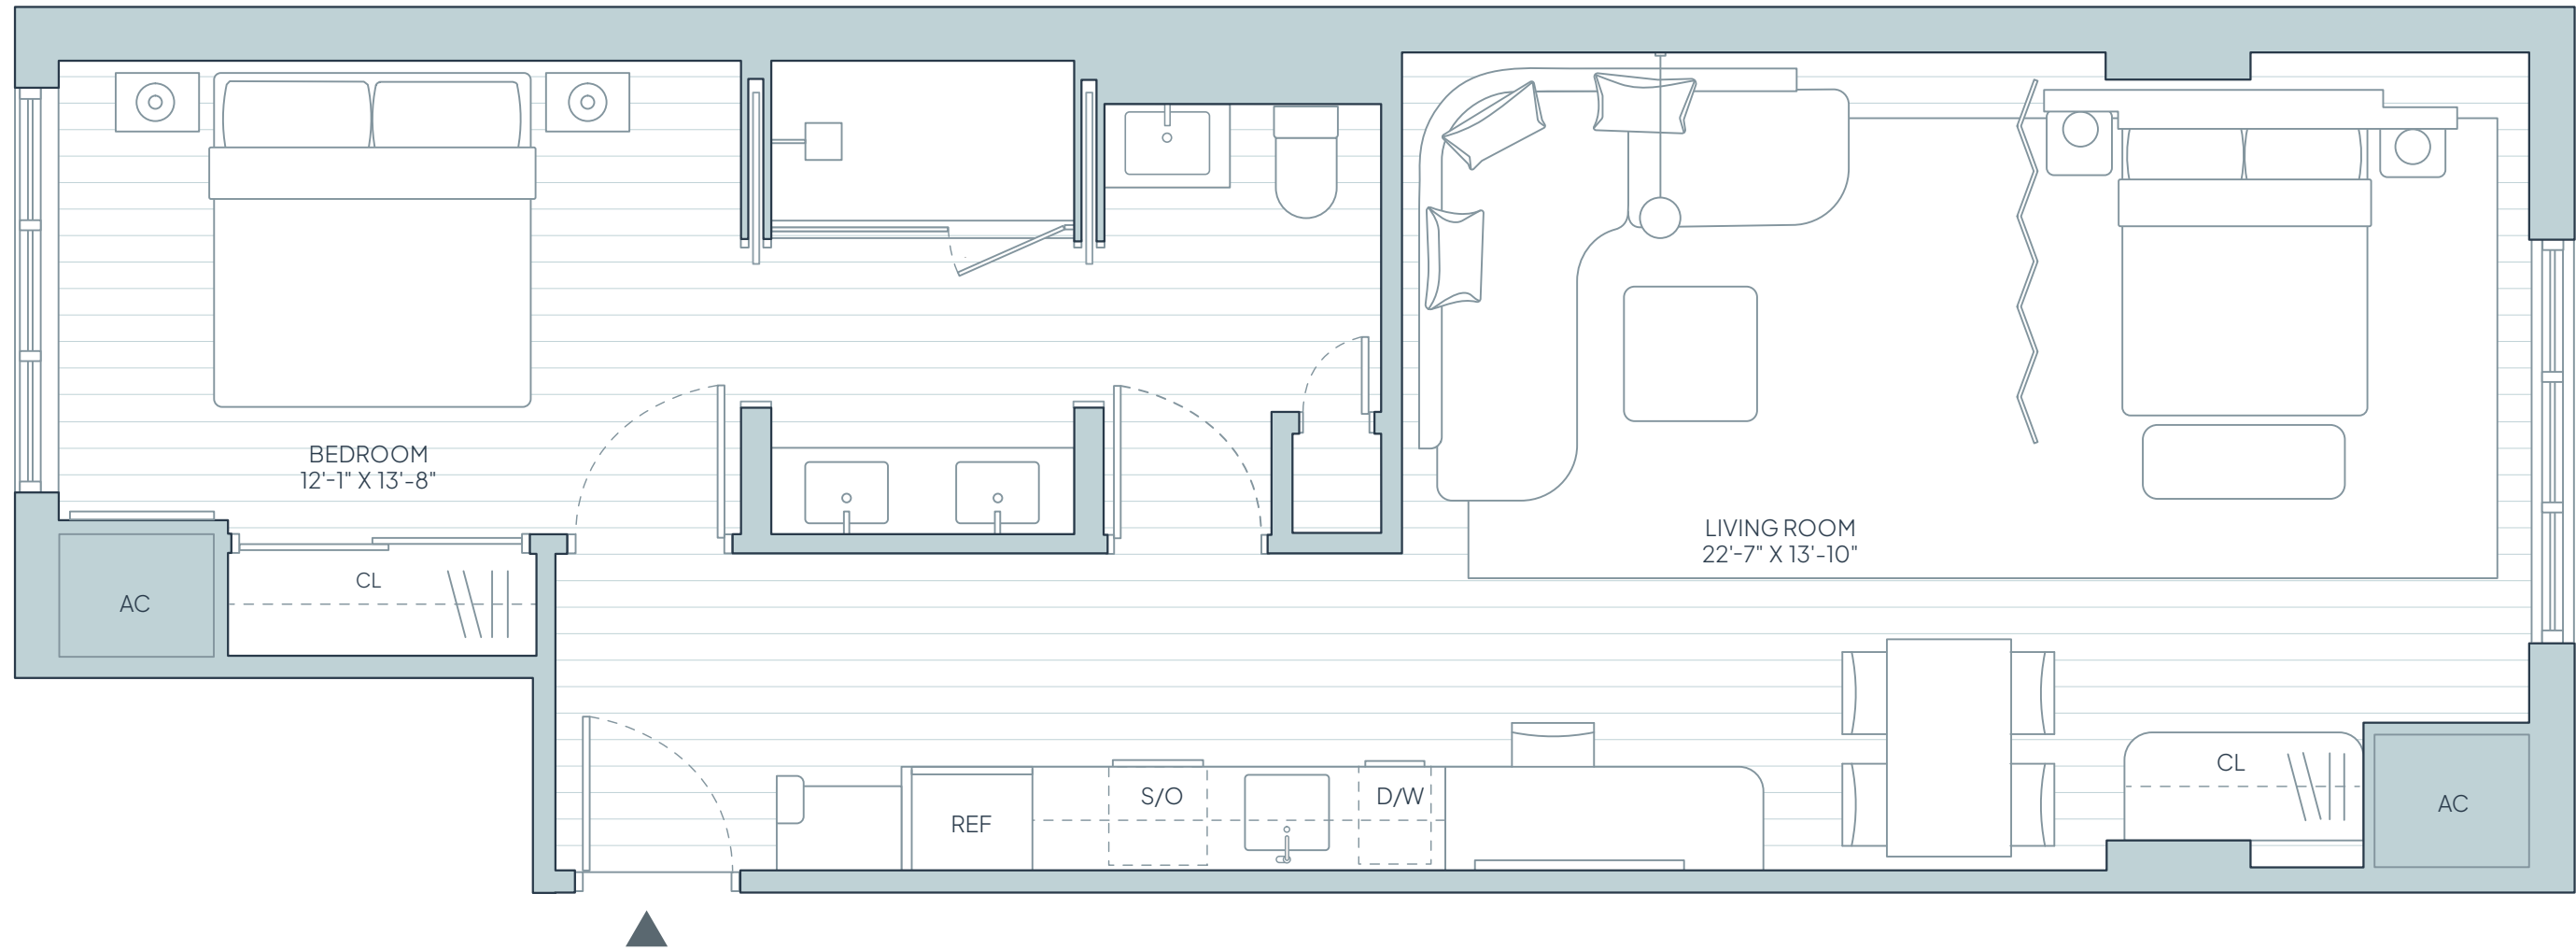 BEDROOM
12'-1" X 13'-8"
AC
CL
LIVING ROOM
22'-7" X 13'-10"
REF
S/O
D/W
CL
AC